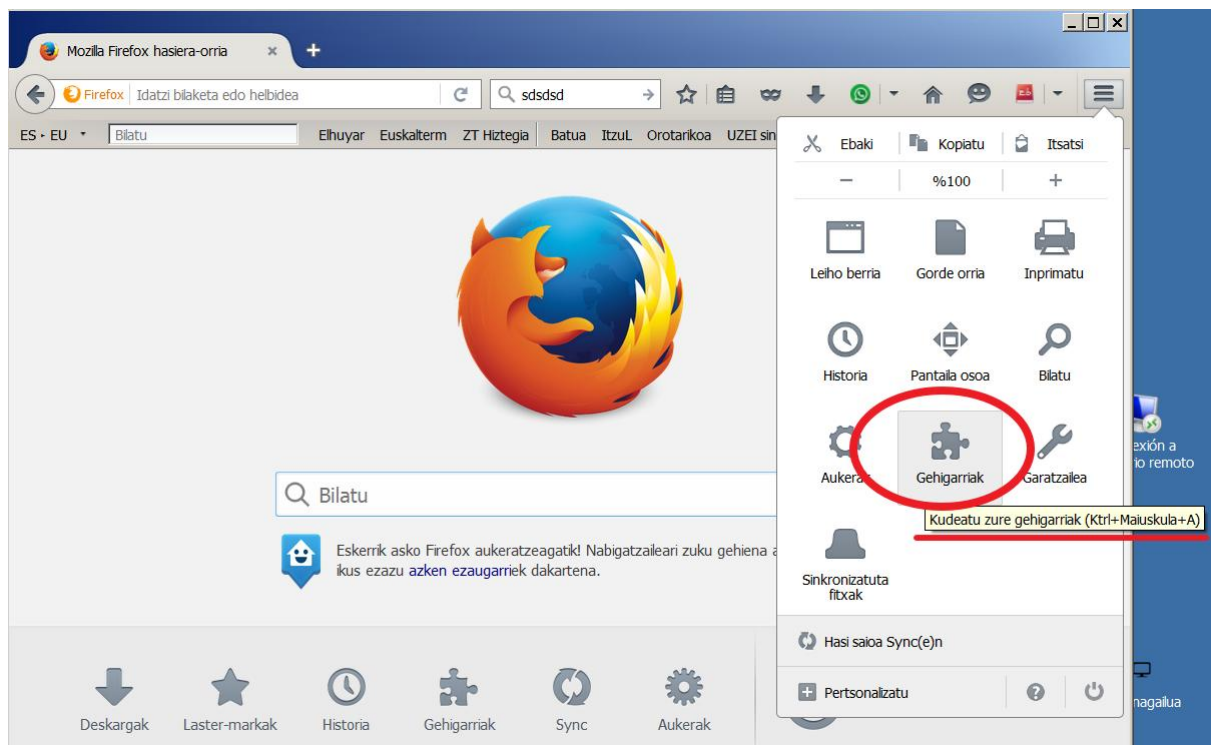 Mozilla Firefox hasiera-orria
Firefox Idatzi bilaketa edo helbidea
sdsdsd
ES - EU Bilatu Elhuyar Euskalterm ZT Hiztegia Batua ItzuL Orotarikoa UZEI sin
Ebaki Kopiatu Itsatsi
− %100 +
Leiho berria Gorde orria Inprimatu
Historia Pantaila osoa Bilatu
Aukerak Gehigarriak Garatzailea
Kudeatu zure gehigarriak (Ktrl+Maiuskula+A)
Sinkronizatuta
fitxak
Hasi saioa Sync(e)n
Pertsonalizatu
Bilatu
Eskerrik asko Firefox aukeratzeagatik! Nabigatzaileari zuku gehiena a
ikus ezazu azken ezaugarriek dakartena.
Deskargak Laster-markak Historia Gehigarriak Sync Aukerak
exión a
io remoto
nagailua